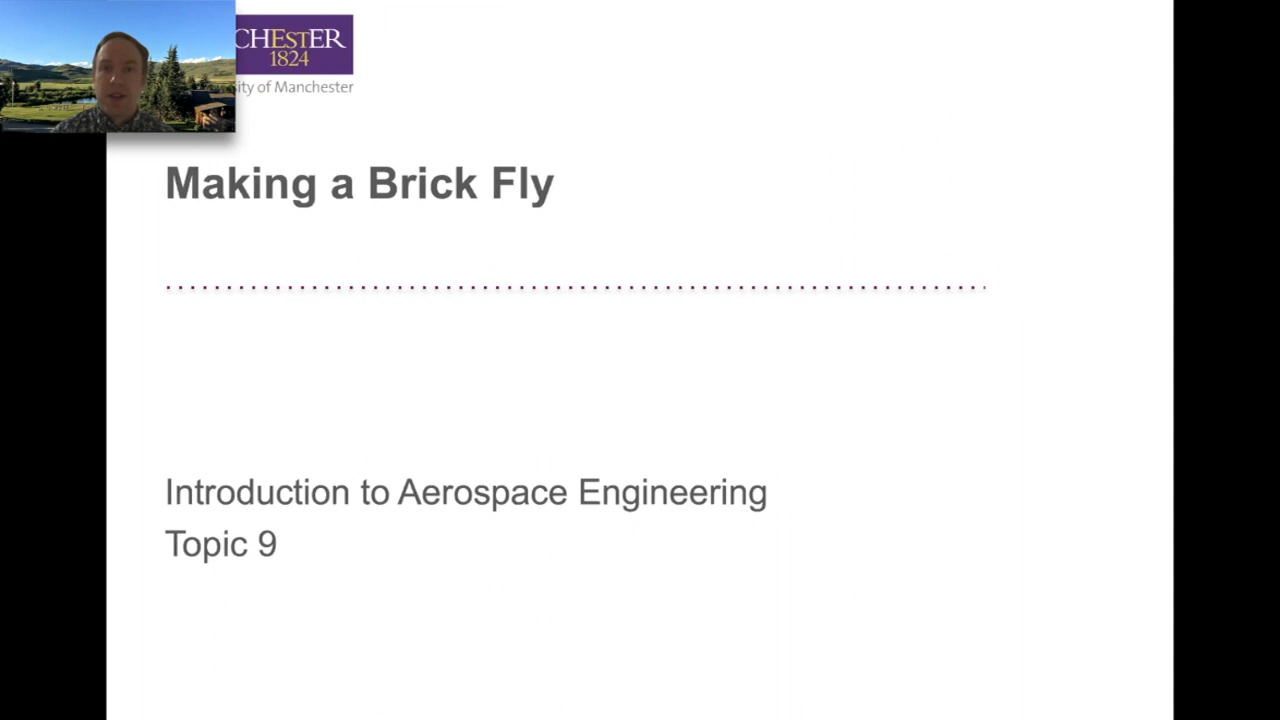 CHESTER
1824
ity of Manchester
Making a Brick Fly
Introduction to Aerospace Engineering
Topic 9